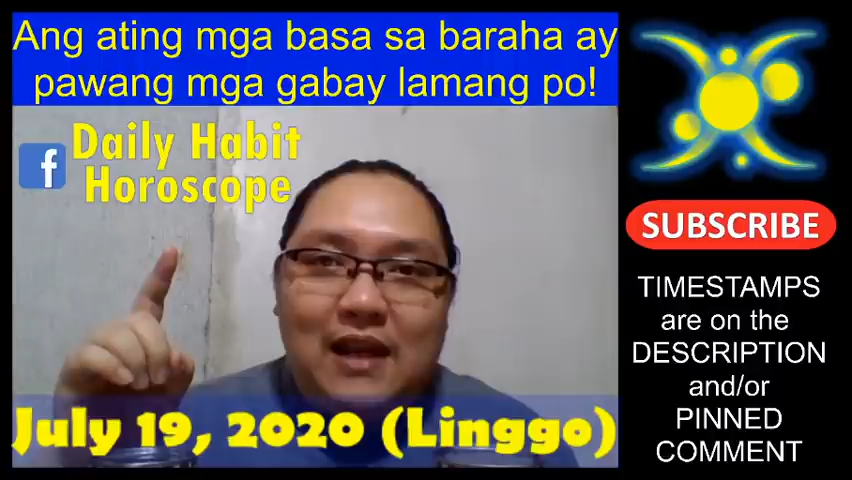 Ang ating mga basa sa baraha ay
pawang mga gabay lamang po!
f Daily Habit
Horoscope
July 19, 2020 (Linggo)
SUBSCRIBE
TIMESTAMPS
are on the
DESCRIPTION
and/or
PINNED
COMMENT